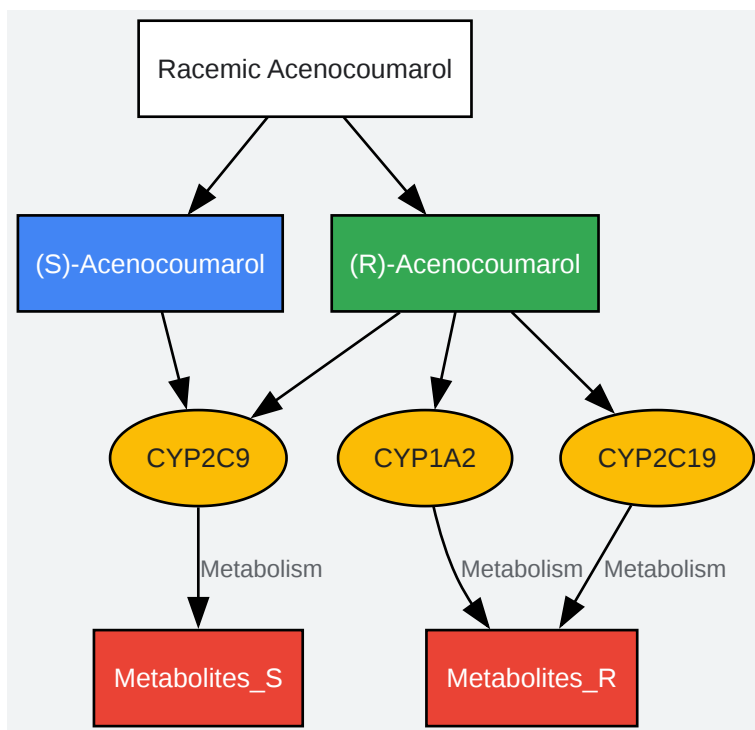 Racemic Acenocoumarol
(S)-Acenocoumarol
(R)-Acenocoumarol
CYP2C9
CYP1A2
CYP2C19
Metabolism
Metabolism
Metabolism
Metabolites_S
Metabolites_R